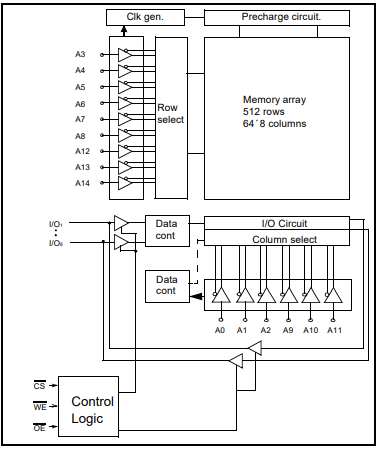 Clk gen.
Precharge circuit.
A3
A4
A5
A6
A7
A8
A12
A13
A14
Row
select
Memory array
512 rows
64´8 columns
I/O₁
I/O₈
Data
cont
I/O Circuit
Column select
Data
cont
A0 A1 A2 A9 A10 A11
CS
WE
OE
Control
Logic